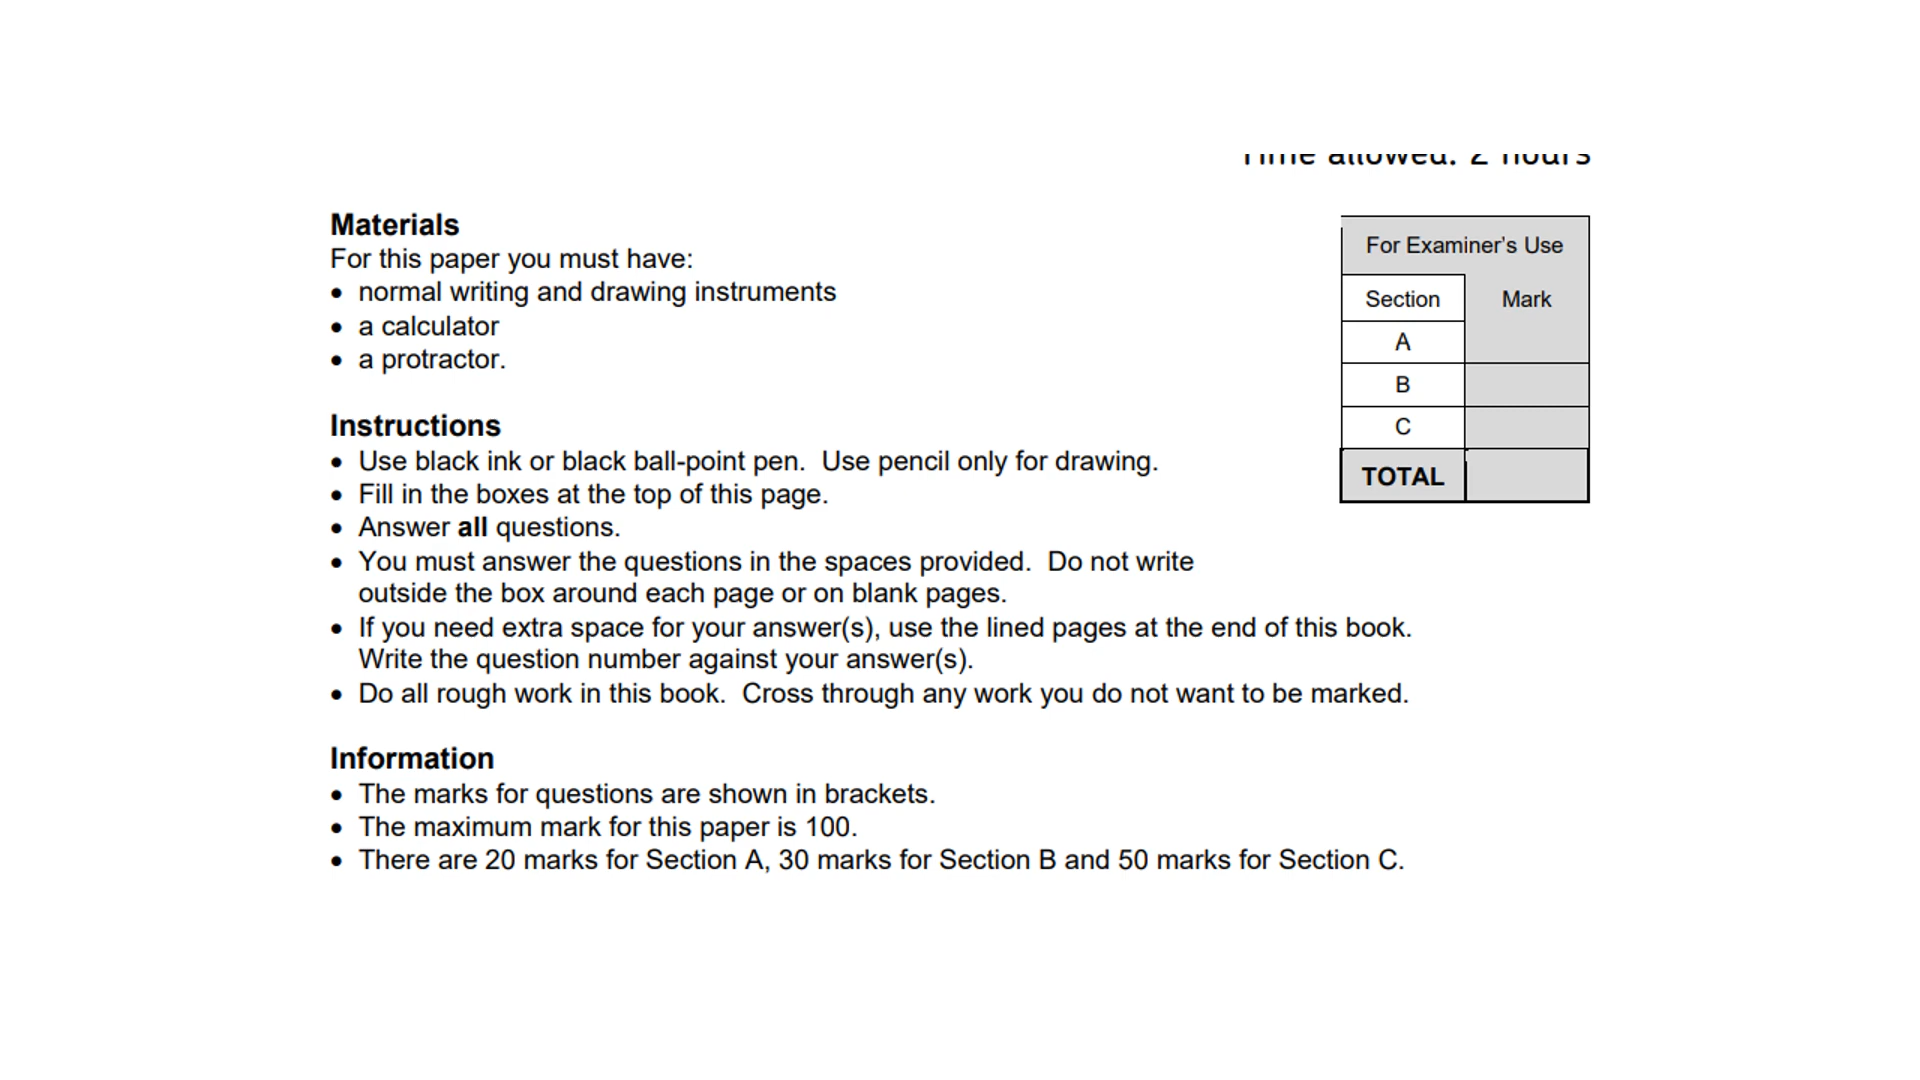 Time allowed: 2 hours
Materials
For this paper you must have:
• normal writing and drawing instruments
• a calculator
• a protractor.
Instructions
• Use black ink or black ball-point pen.  Use pencil only for drawing.
• Fill in the boxes at the top of this page.
• Answer all questions.
• You must answer the questions in the spaces provided.  Do not write
outside the box around each page or on blank pages.
• If you need extra space for your answer(s), use the lined pages at the end of this book.
Write the question number against your answer(s).
• Do all rough work in this book.  Cross through any work you do not want to be marked.
Information
• The marks for questions are shown in brackets.
• The maximum mark for this paper is 100.
• There are 20 marks for Section A, 30 marks for Section B and 50 marks for Section C.
For Examiner’s Use
Section Mark
A
B
C
TOTAL